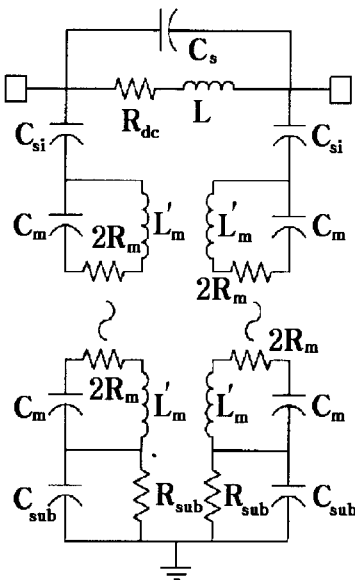 C_s
R_dc L
C_si C_si
C_m L'_m L'_m C_m
2R_m 2R_m
2R_m 2R_m
C_m L'_m L'_m C_m
C_sub R_sub R_sub C_sub